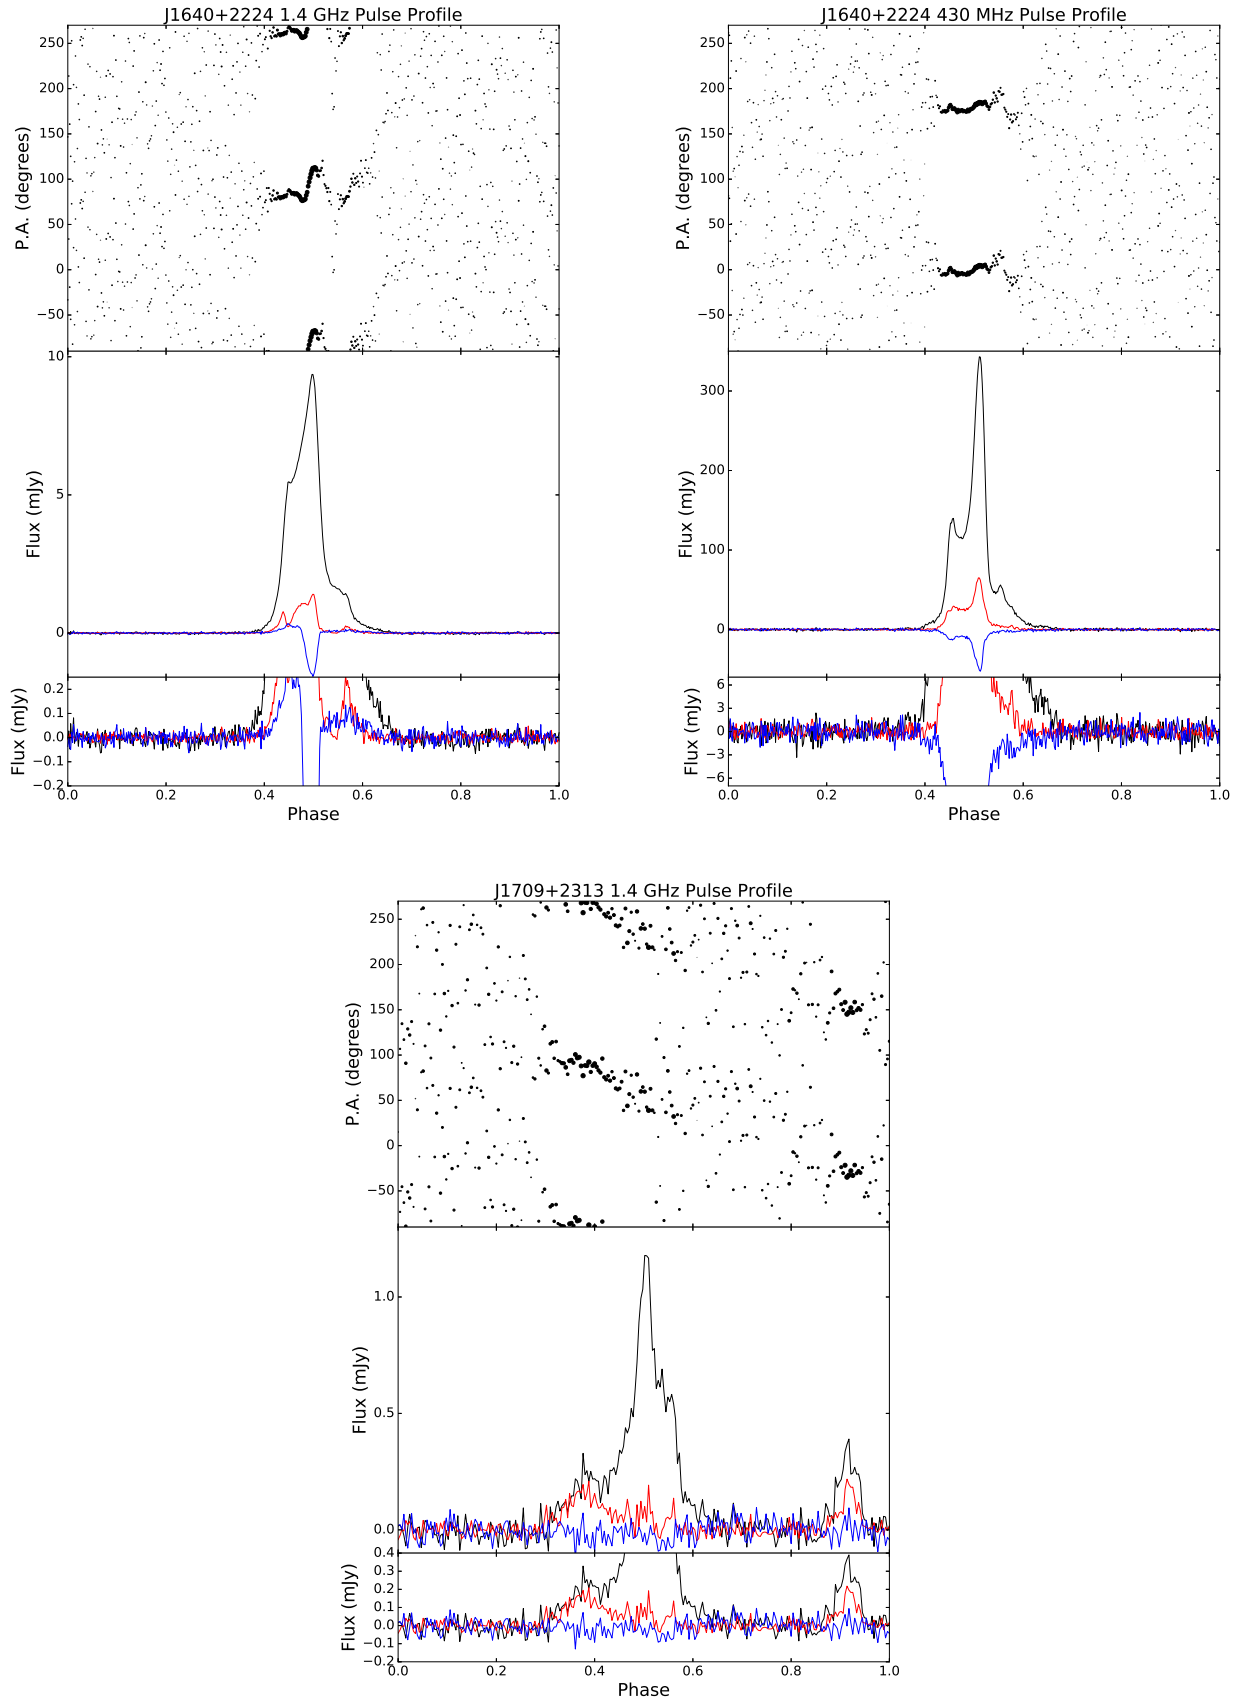 J1640+2224 1.4 GHz Pulse Profile
250
200
150
100
50
0
−50
P.A. (degrees)
10
5
0
Flux (mJy)
0.2
0.1
0.0
−0.1
−0.2
Flux (mJy)
0.0 0.2 0.4 0.6 0.8 1.0
Phase
J1640+2224 430 MHz Pulse Profile
250
200
150
100
50
0
−50
P.A. (degrees)
300
200
100
0
Flux (mJy)
6
3
0
−3
−6
Flux (mJy)
0.0 0.2 0.4 0.6 0.8 1.0
Phase
J1709+2313 1.4 GHz Pulse Profile
250
200
150
100
50
0
−50
P.A. (degrees)
1.0
0.5
0.0
Flux (mJy)
0.4
0.3
0.2
0.1
0.0
−0.1
−0.2
Flux (mJy)
0.0 0.2 0.4 0.6 0.8 1.0
Phase